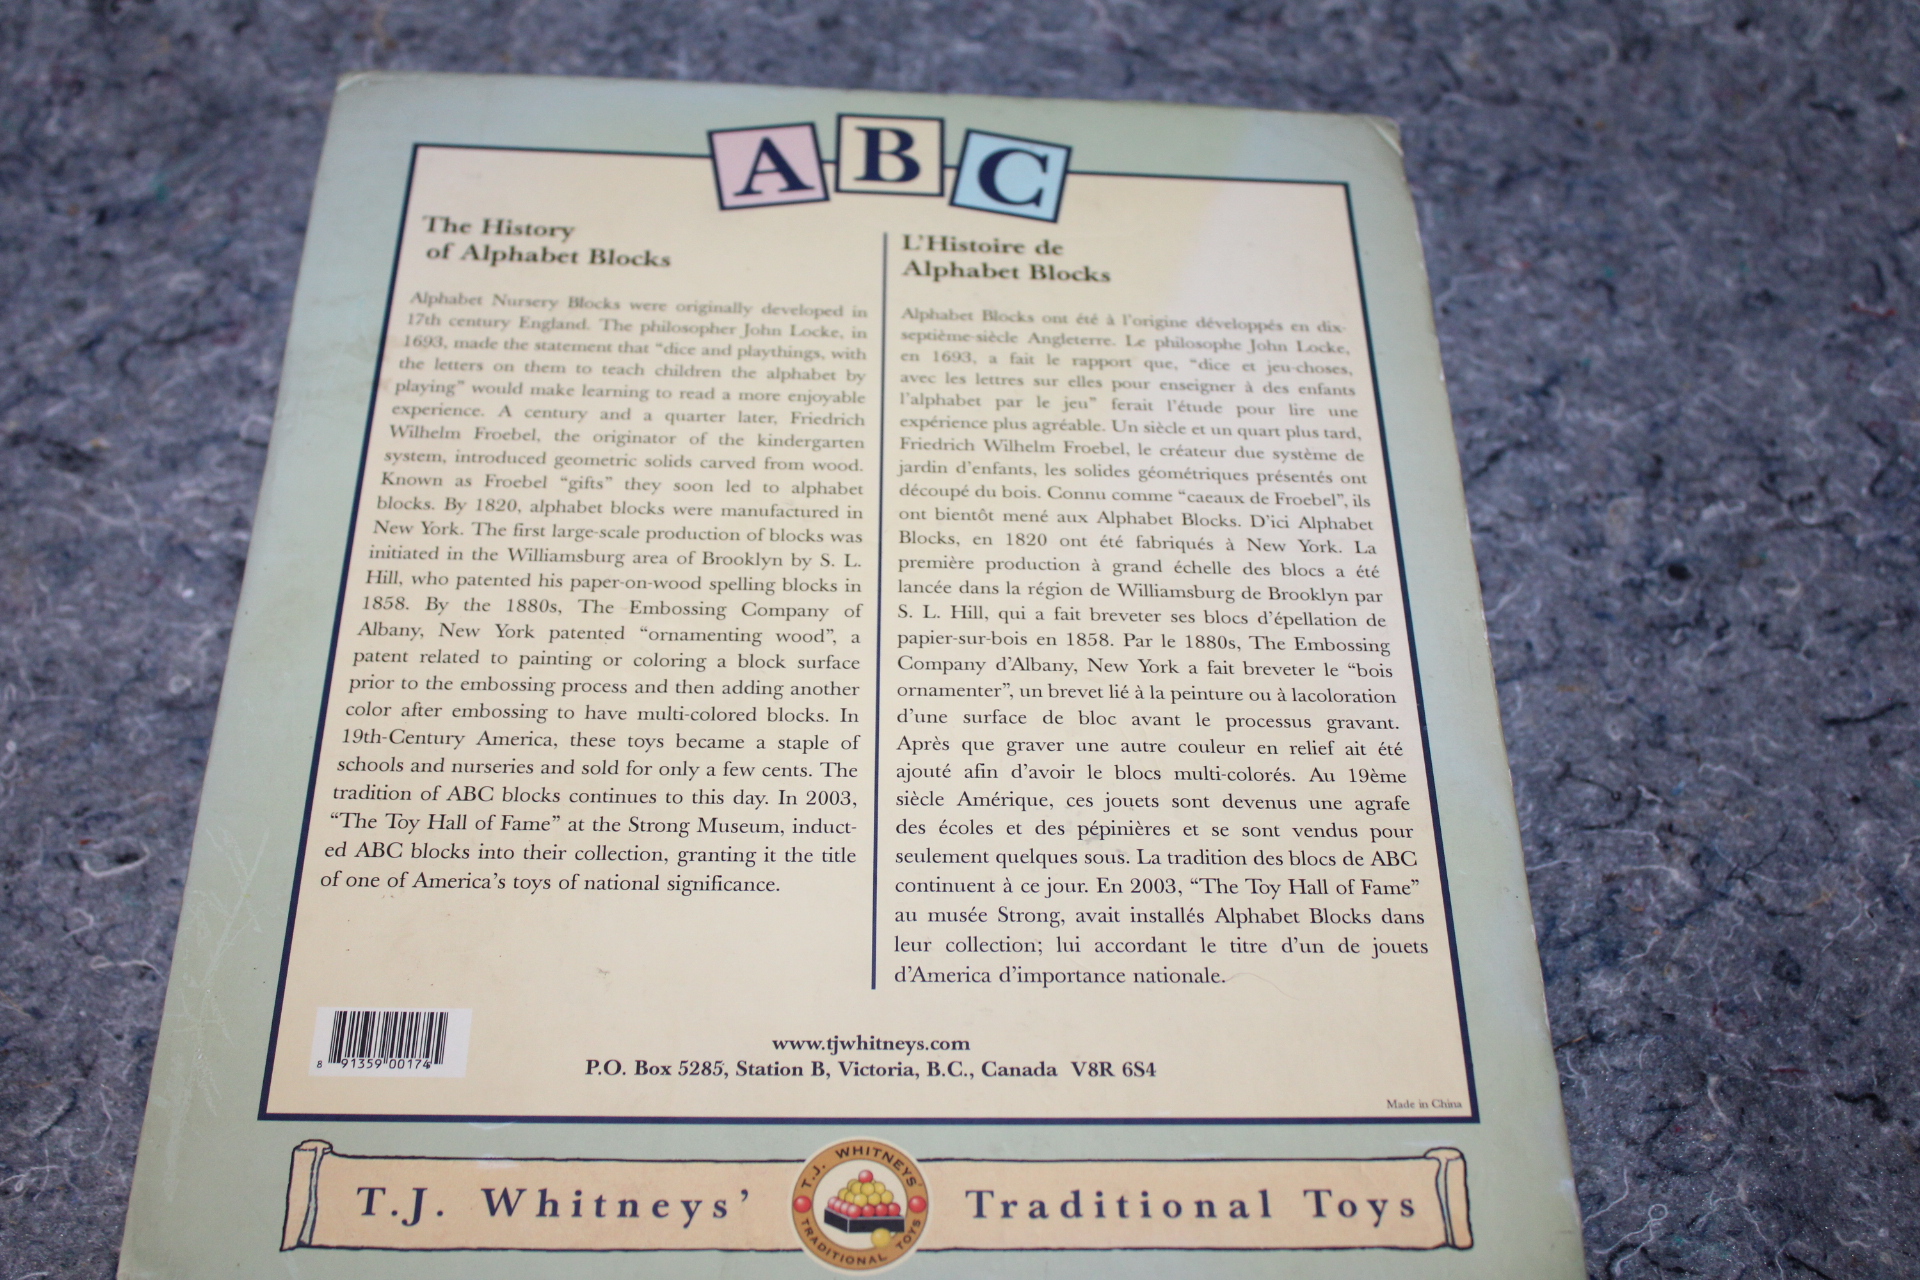 A B C
The History
of Alphabet Blocks
Alphabet Nursery Blocks were originally developed in
17th century England. The philosopher John Locke, in
1693, made the statement that “dice and playthings, with
the letters on them to teach children the alphabet by
playing” would make learning to read a more enjoyable
experience. A century and a quarter later, Friedrich
Wilhelm Froebel, the originator of the kindergarten
system, introduced geometric solids carved from wood.
Known as Froebel “gifts” they soon led to alphabet
blocks. By 1820, alphabet blocks were manufactured in
New York. The first large-scale production of blocks was
initiated in the Williamsburg area of Brooklyn by S. L.
Hill, who patented his paper-on-wood spelling blocks in
1858. By the 1880s, The Embossing Company of
Albany, New York patented “ornamenting wood”, a
patent related to painting or coloring a block surface
prior to the embossing process and then adding another
color after embossing to have multi-colored blocks. In
19th-Century America, these toys became a staple of
schools and nurseries and sold for only a few cents. The
tradition of ABC blocks continues to this day. In 2003,
“The Toy Hall of Fame” at the Strong Museum, induct-
ed ABC blocks into their collection, granting it the title
of one of America’s toys of national significance.
L’Histoire de
Alphabet Blocks
Alphabet Blocks ont été à l’origine développés en dix-
septième-siècle Angleterre. Le philosophe John Locke,
en 1693, a fait le rapport que, “dice et jeu-choses,
avec les lettres sur elles pour enseigner à des enfants
l’alphabet par le jeu” ferait l’étude pour lire une
expérience plus agréable. Un siècle et un quart plus tard,
Friedrich Wilhelm Froebel, le créateur due système de
jardin d’enfants, les solides géométriques présentés ont
découpé du bois. Connu comme “caeaux de Froebel”, ils
ont bientôt mené aux Alphabet Blocks. D’ici Alphabet
Blocks, en 1820 ont été fabriqués à New York. La
première production à grand échelle des blocs a été
lancée dans la région de Williamsburg de Brooklyn par
S. L. Hill, qui a fait breveter ses blocs d’épellation de
papier-sur-bois en 1858. Par le 1880s, The Embossing
Company d’Albany, New York a fait breveter le “bois
ornamenter”, un brevet lié à la peinture ou à lacoloration
d’une surface de bloc avant le processus gravant.
Après que graver une autre couleur en relief ait été
ajouté afin d’avoir le blocs multi-colorés. Au 19ème
siècle Amérique, ces jouets sont devenus une agrafe
des écoles et des pépinières et se sont vendus pour
seulement quelques sous. La tradition des blocs de ABC
continuent à ce jour. En 2003, “The Toy Hall of Fame”
au musée Strong, avait installés Alphabet Blocks dans
leur collection; lui accordant le titre d’un de jouets
d’America d’importance nationale.
8 91359 00174
www.tjwhitneys.com
P.O. Box 5285, Station B, Victoria, B.C., Canada V8R 6S4
Made in China
T.J. Whitneys’ Traditional Toys
T.J. WHITNEYS’
TRADITIONAL TOYS